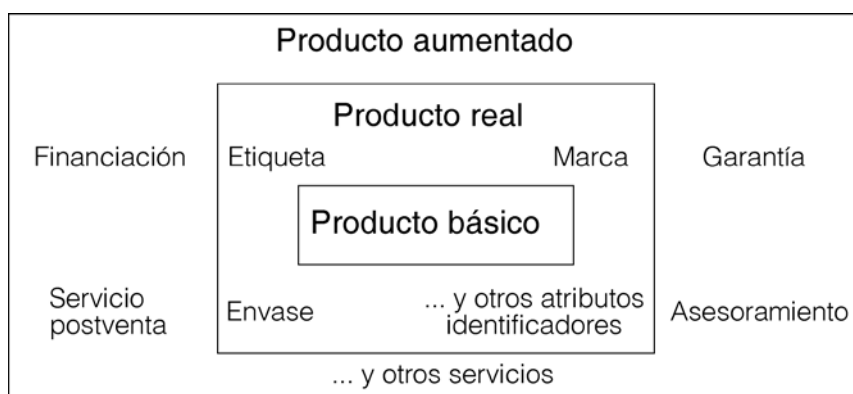 Producto aumentado
Producto real
Financiación
Etiqueta
Marca
Garantía
Producto básico
Servicio
postventa
Envase
... y otros atributos
identificadores
Asesoramiento
... y otros servicios